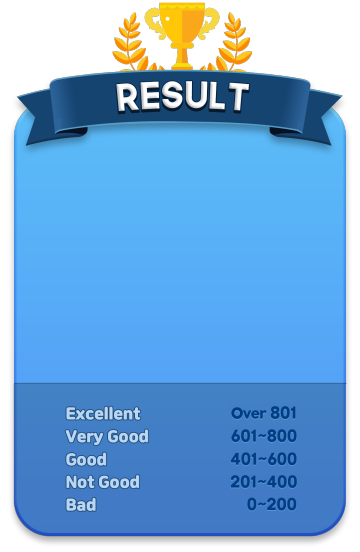 RESULT
Excellent Over 801
Very Good 601~800
Good 401~600
Not Good 201~400
Bad 0~200